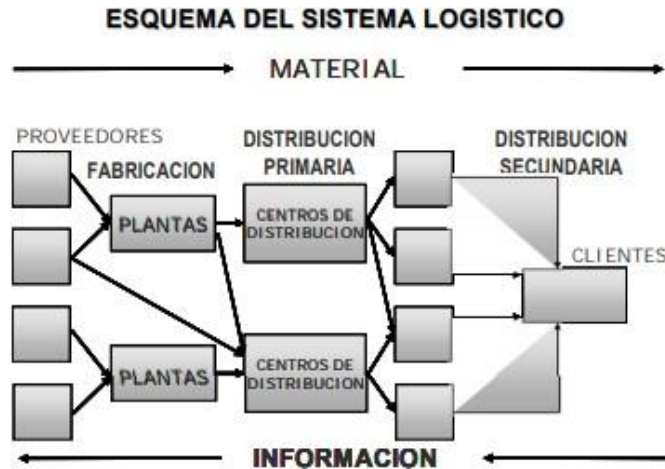 ESQUEMA DEL SISTEMA LOGISTICO
MATERIAL
PROVEEDORES
FABRICACION
DISTRIBUCION
PRIMARIA
DISTRIBUCION
SECUNDARIA
PLANTAS
CENTROS DE
DISTRIBUCION
CLIENTES
PLANTAS
CENTROS DE
DISTRIBUCION
INFORMACION